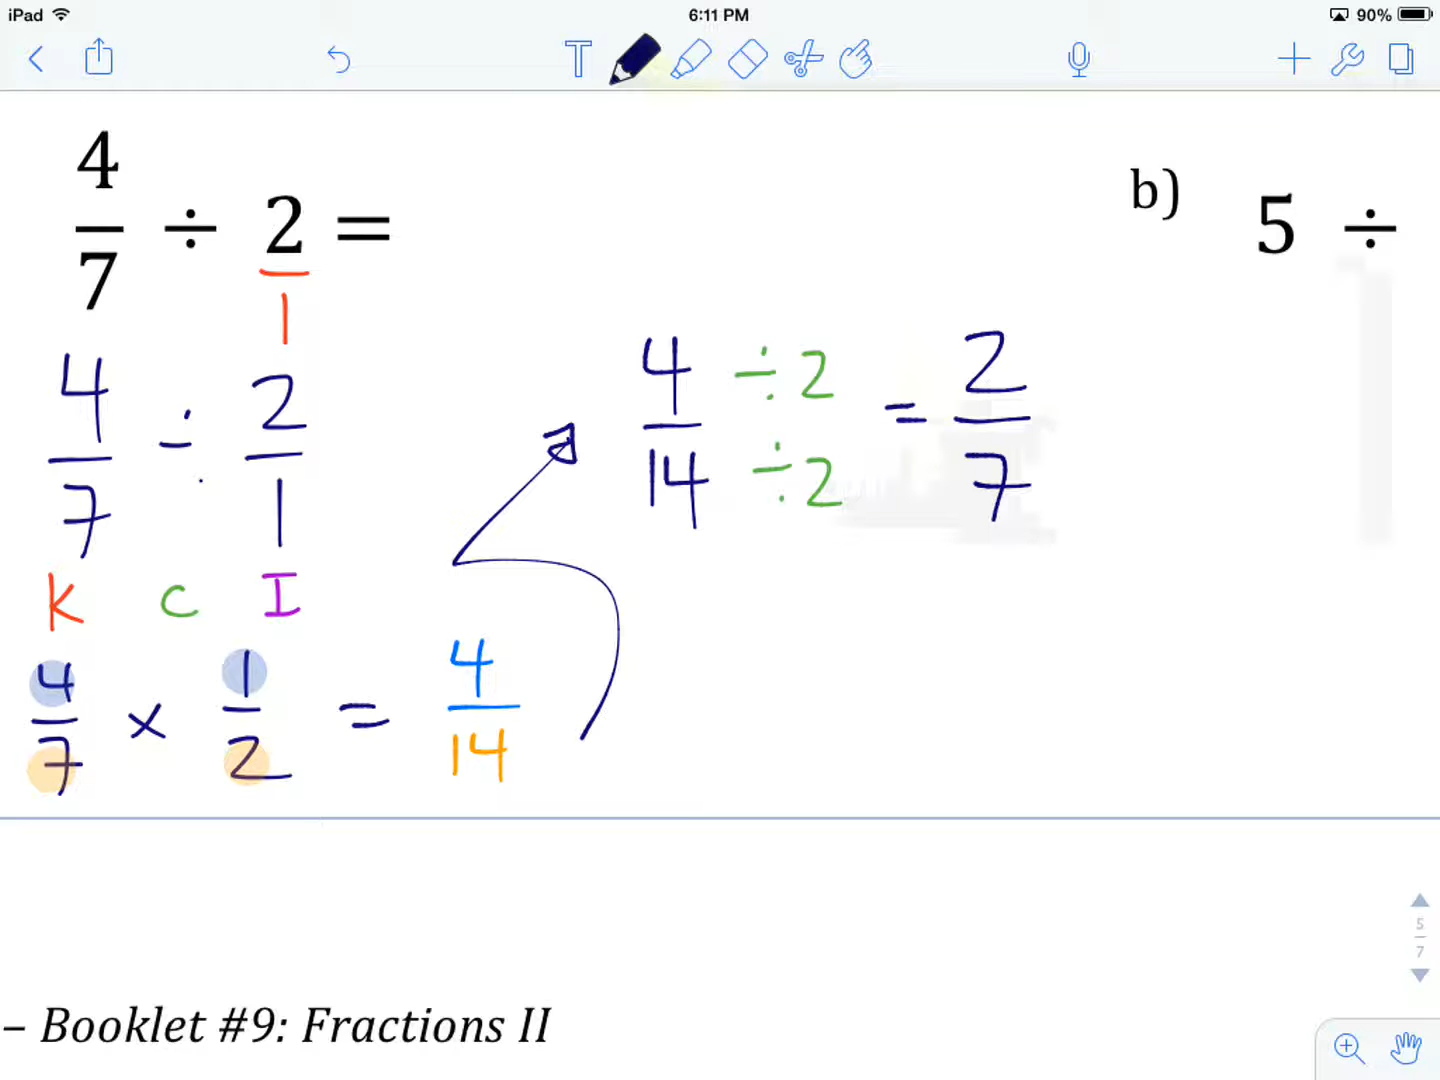 iPad 6:11 PM 90%
T
4/7 ÷ 2 =
1
b) 5 ÷
4/7 ÷ 2/1
4/14 ÷2 ÷2 = 2/7
K C I
4/7 × 1/2 = 4/14
5
7
– Booklet #9: Fractions II